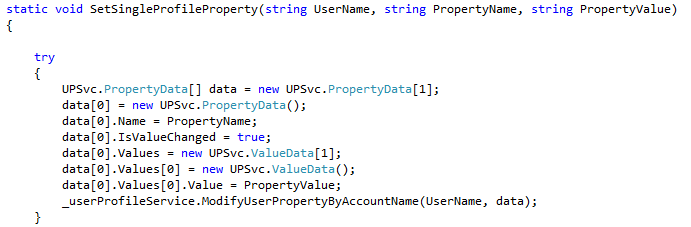 static void SetSingleProfileProperty(string UserName, string PropertyName, string PropertyValue)
{
try
{
UPSvc.PropertyData[] data = new UPSvc.PropertyData[1];
data[0] = new UPSvc.PropertyData();
data[0].Name = PropertyName;
data[0].IsValueChanged = true;
data[0].Values = new UPSvc.ValueData[1];
data[0].Values[0] = new UPSvc.ValueData();
data[0].Values[0].Value = PropertyValue;
_userProfileService.ModifyUserPropertyByAccountName(UserName, data);
}